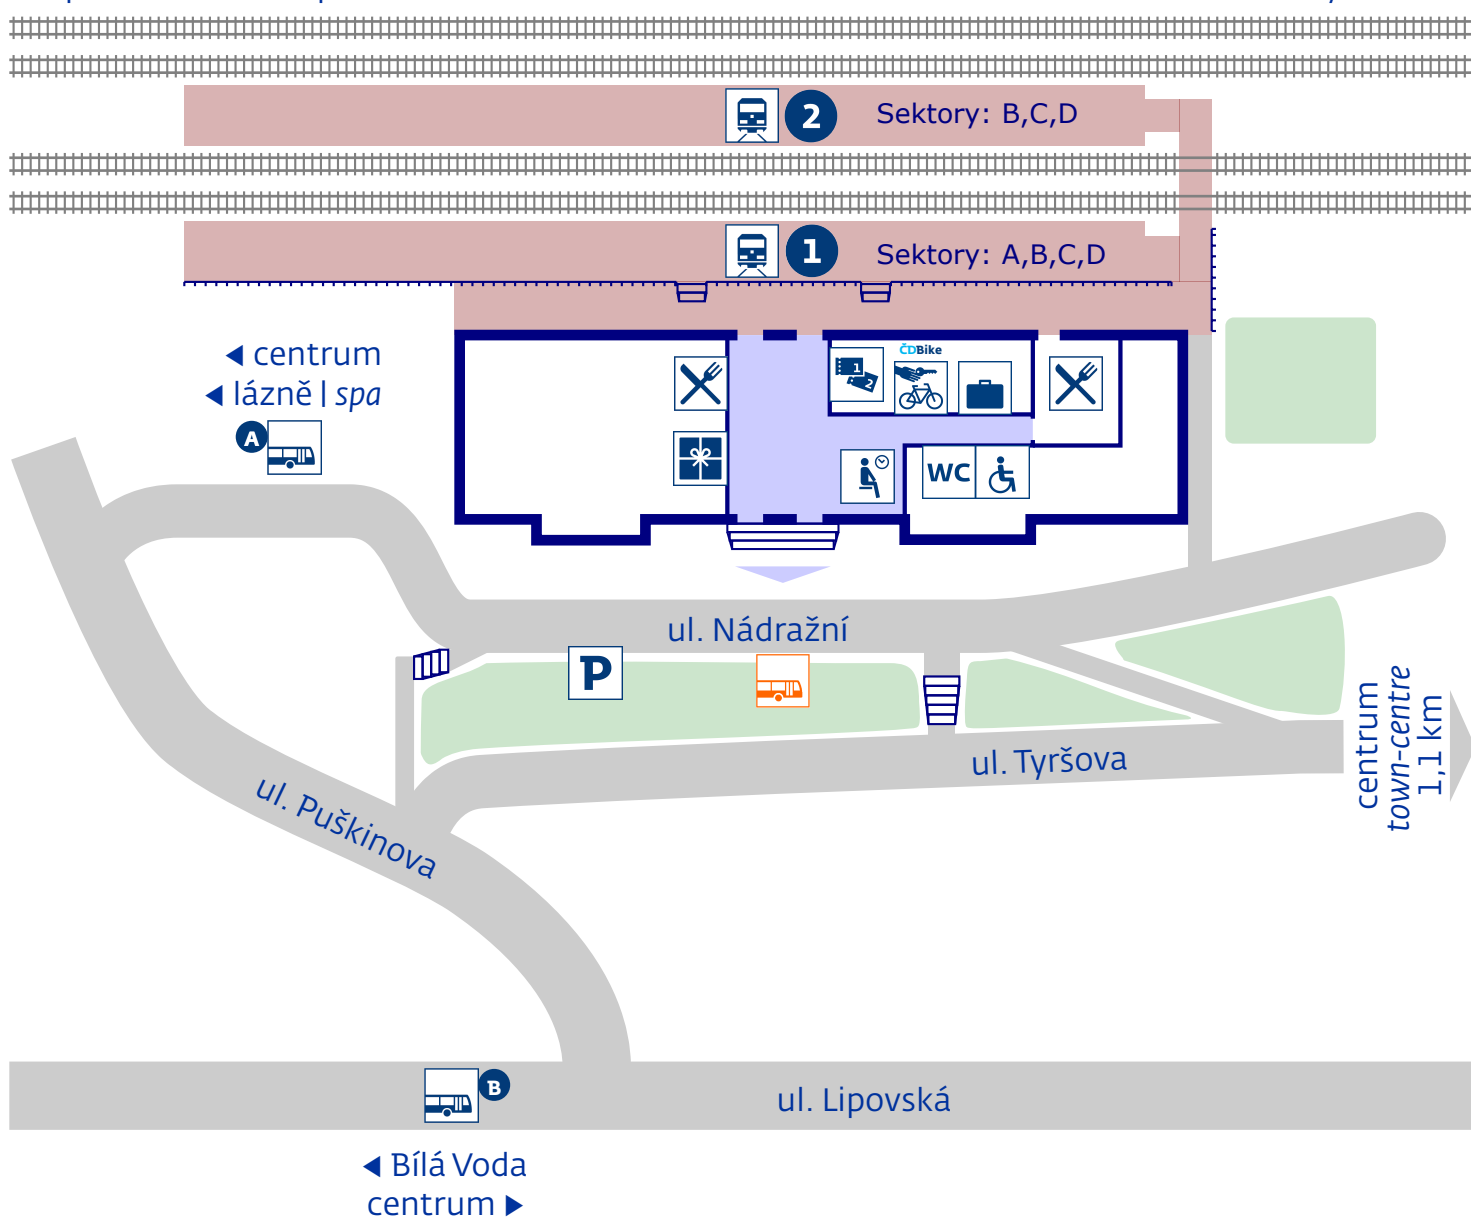 2
Sektory: B,C,D
1
Sektory: A,B,C,D
◀ centrum
◀ lázně | spa
A
ČDBike
1
2
WC
ul. Nádražní
P
ul. Tyršova
centrum
town-centre
1,1 km
ul. Puškinova
B
ul. Lipovská
◀ Bílá Voda
centrum ▶